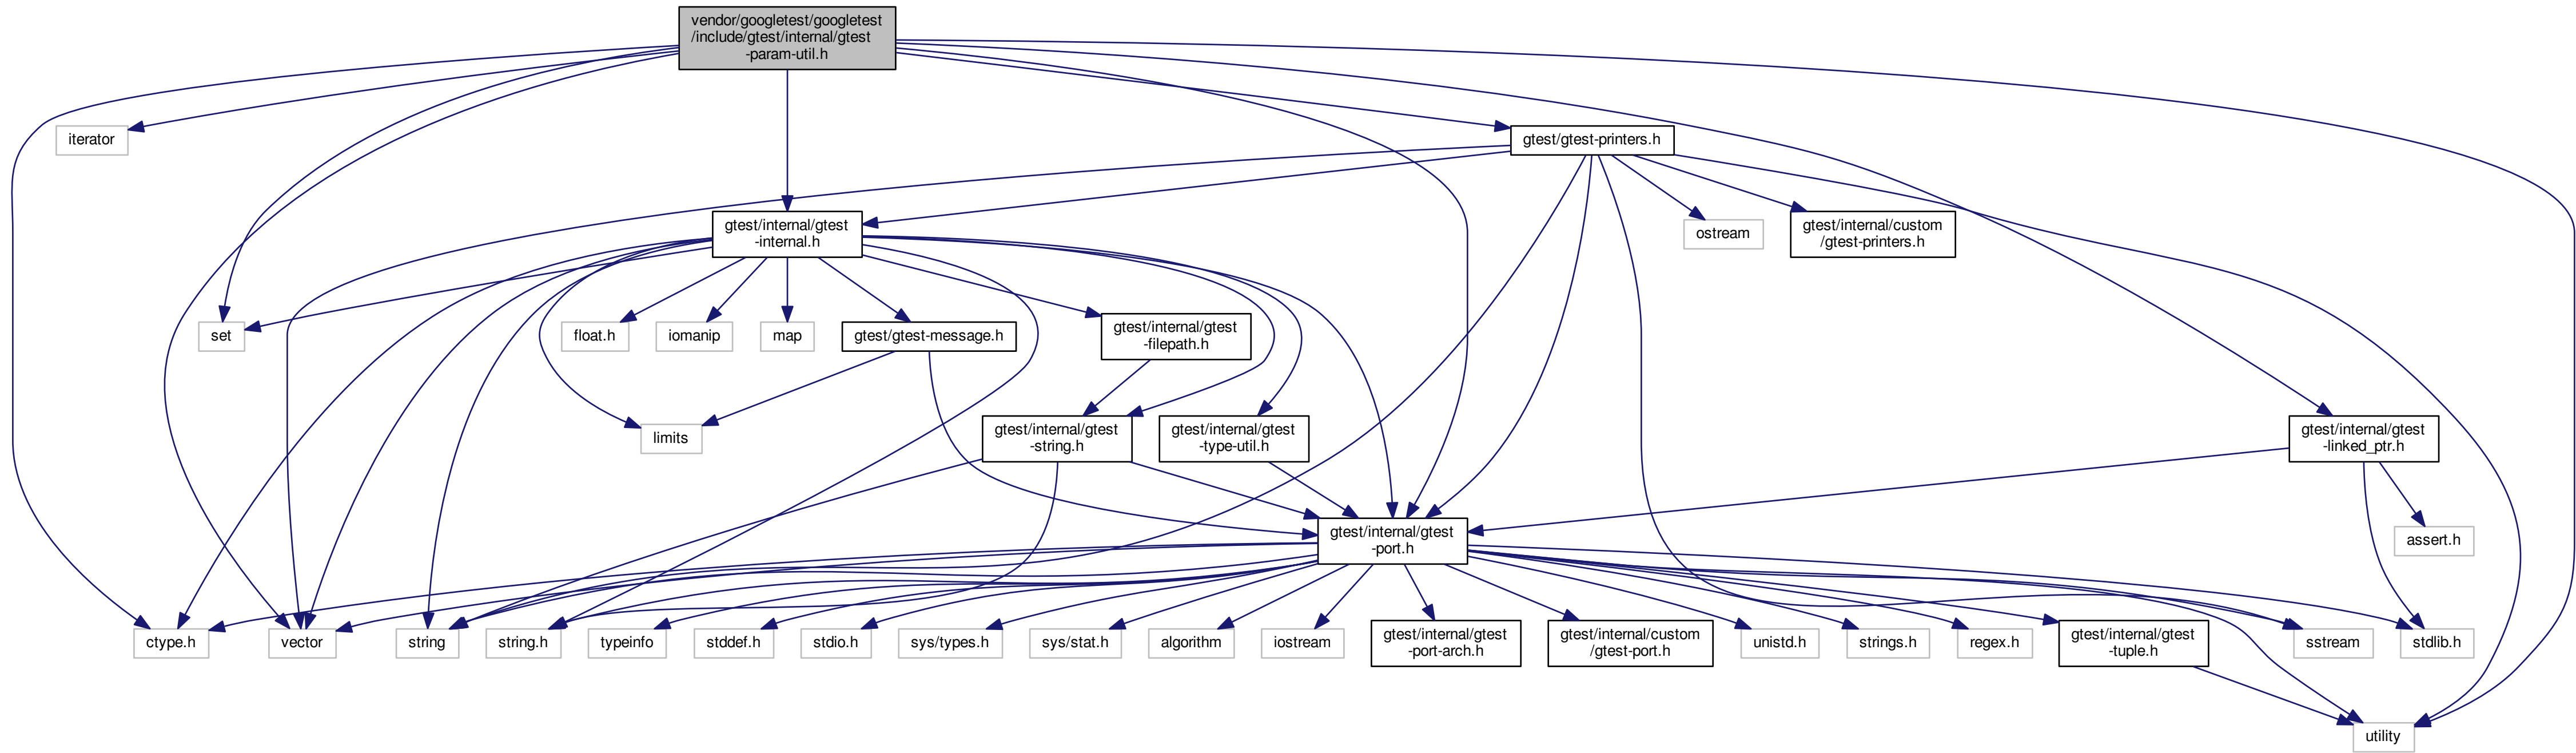 vendor/googletest/googletest
/include/gtest/internal/gtest
-param-util.h
iterator
gtest/gtest-printers.h
gtest/internal/gtest
-internal.h
ostream
gtest/internal/custom
/gtest-printers.h
set
float.h
iomanip
map
gtest/gtest-message.h
gtest/internal/gtest
-filepath.h
limits
gtest/internal/gtest
-string.h
gtest/internal/gtest
-type-util.h
gtest/internal/gtest
-linked_ptr.h
gtest/internal/gtest
-port.h
assert.h
ctype.h
vector
string
string.h
typeinfo
stddef.h
stdio.h
sys/types.h
sys/stat.h
algorithm
iostream
gtest/internal/gtest
-port-arch.h
gtest/internal/custom
/gtest-port.h
unistd.h
strings.h
regex.h
gtest/internal/gtest
-tuple.h
sstream
stdlib.h
utility